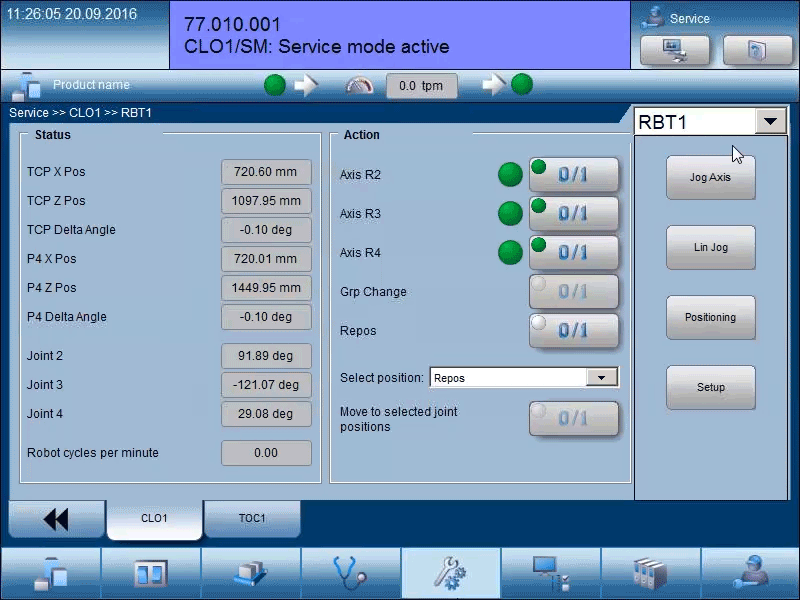 11:26:05 20.09.2016
77.010.001
CLO1/SM: Service mode active
Service
Product name
0.0 tpm
Service >> CLO1 >> RBT1
RBT1
Status
TCP X Pos 720.60 mm
TCP Z Pos 1097.95 mm
TCP Delta Angle -0.10 deg
P4 X Pos 720.01 mm
P4 Z Pos 1449.95 mm
P4 Delta Angle -0.10 deg
Joint 2 91.89 deg
Joint 3 -121.07 deg
Joint 4 29.08 deg
Robot cycles per minute 0.00
Action
Axis R2 0/1
Axis R3 0/1
Axis R4 0/1
Grp Change 0/1
Repos 0/1
Select position: Repos
Move to selected joint
positions 0/1
Jog Axis
Lin Jog
Positioning
Setup
CLO1
TOC1